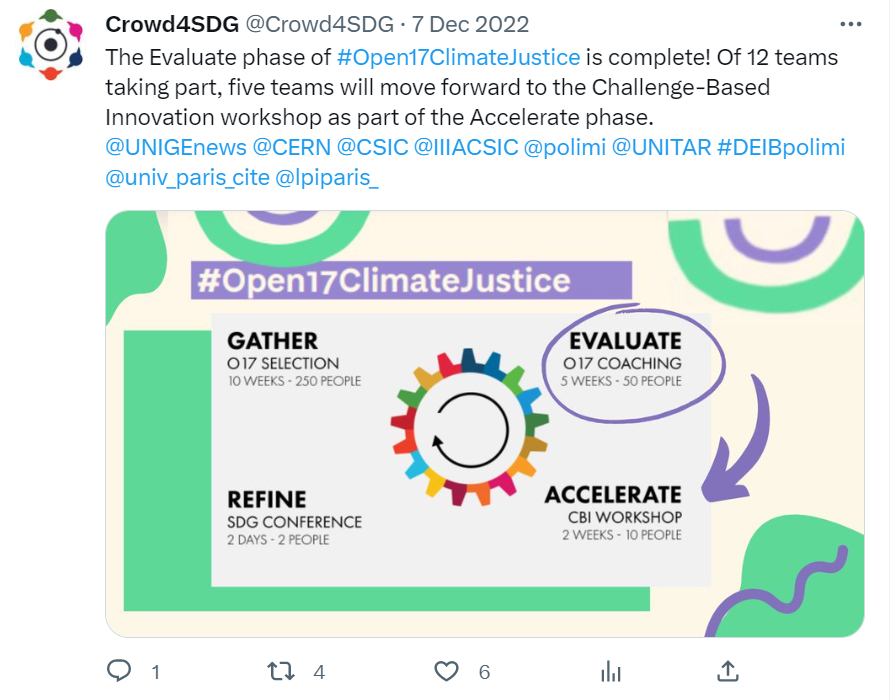 Crowd4SDG @Crowd4SDG · 7 Dec 2022
The Evaluate phase of #Open17ClimateJustice is complete! Of 12 teams
taking part, five teams will move forward to the Challenge-Based
Innovation workshop as part of the Accelerate phase.
@UNIGEnews @CERN @CSIC @IIIACSIC @polimi @UNITAR #DEIBpolimi
@univ_paris_cite @lpiparis_
#Open17ClimateJustice
GATHER
O17 SELECTION
10 WEEKS - 250 PEOPLE
EVALUATE
O17 COACHING
5 WEEKS - 50 PEOPLE
REFINE
SDG CONFERENCE
2 DAYS - 2 PEOPLE
ACCELERATE
CBI WORKSHOP
2 WEEKS - 10 PEOPLE
1 4 6